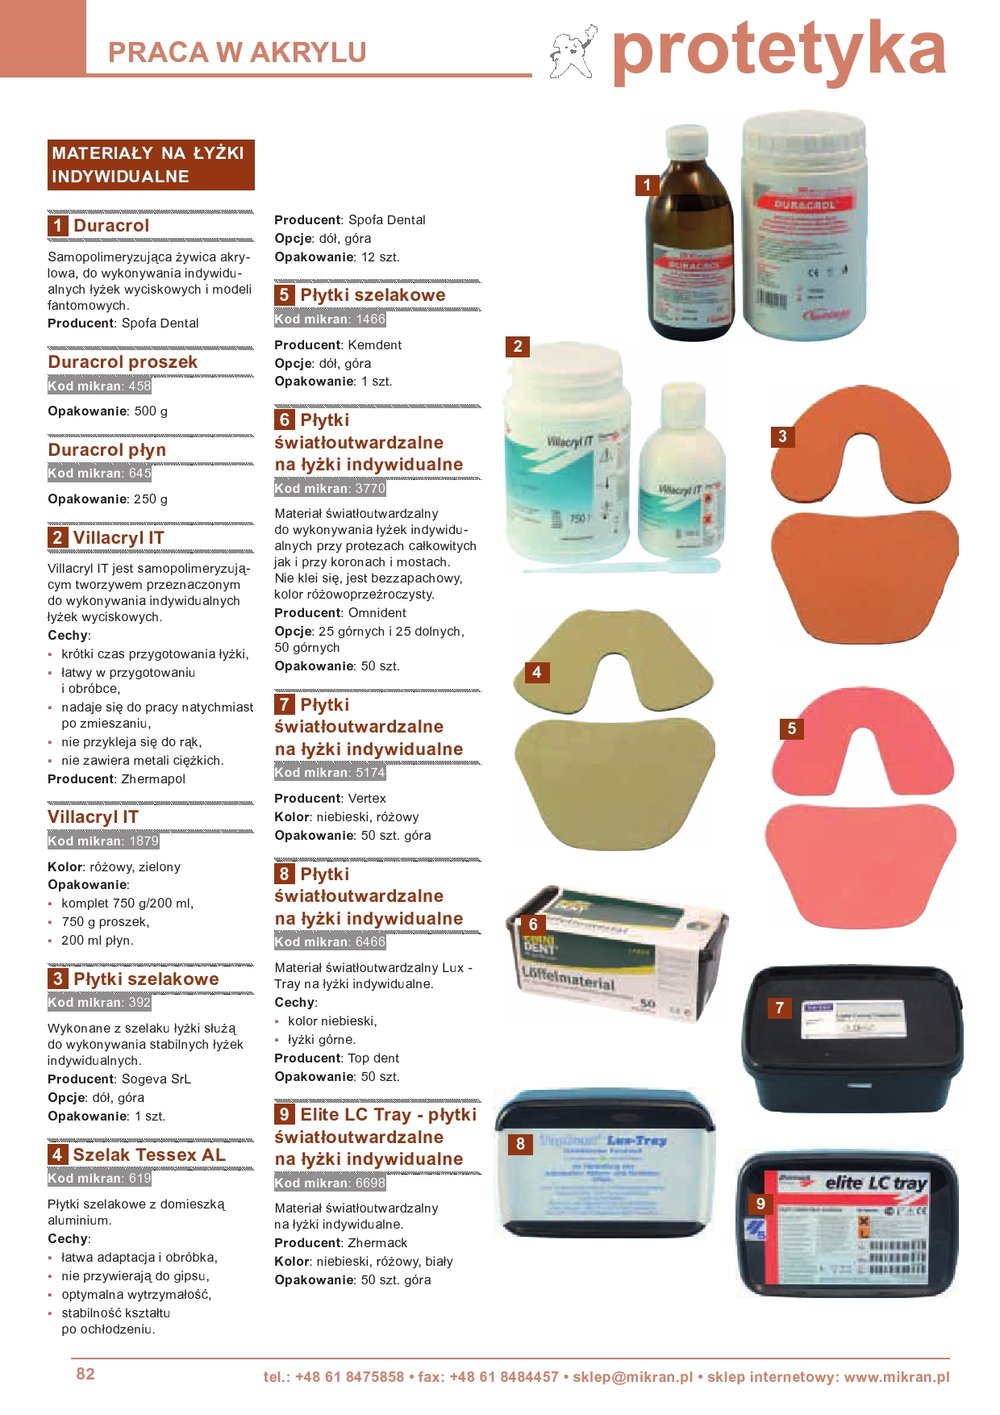 PRACA W AKRYLU
protetyka
MATERIAŁY NA ŁYŻKI
INDYWIDUALNE
1 Duracrol
Samopolimeryzująca żywica akry-
lowa, do wykonywania indywidu-
alnych łyżek wyciskowych i modeli
fantomowych.
Producent: Spofa Dental
Duracrol proszek
Kod mikran: 458
Opakowanie: 500 g
Duracrol płyn
Kod mikran: 645
Opakowanie: 250 g
2 Villacryl IT
Villacryl IT jest samopolimeryzują-
cym tworzywem przeznaczonym
do wykonywania indywidualnych
łyżek wyciskowych.
Cechy:
▪ krótki czas przygotowania łyżki,
▪ łatwy w przygotowaniu
i obróbce,
▪ nadaje się do pracy natychmiast
po zmieszaniu,
▪ nie przykleja się do rąk,
▪ nie zawiera metali ciężkich.
Producent: Zhermapol
Villacryl IT
Kod mikran: 1879
Kolor: różowy, zielony
Opakowanie:
▪ komplet 750 g/200 ml,
▪ 750 g proszek,
▪ 200 ml płyn.
3 Płytki szelakowe
Kod mikran: 392
Wykonane z szelaku łyżki służą
do wykonywania stabilnych łyżek
indywidualnych.
Producent: Sogeva SrL
Opcje: dół, góra
Opakowanie: 1 szt.
4 Szelak Tessex AL
Kod mikran: 619
Płytki szelakowe z domieszką
aluminium.
Cechy:
▪ łatwa adaptacja i obróbka,
▪ nie przywierają do gipsu,
▪ optymalna wytrzymałość,
▪ stabilność kształtu
po ochłodzeniu.
Producent: Spofa Dental
Opcje: dół, góra
Opakowanie: 12 szt.
5 Płytki szelakowe
Kod mikran: 1466
Producent: Kemdent
Opcje: dół, góra
Opakowanie: 1 szt.
6 Płytki
światłoutwardzalne
na łyżki indywidualne
Kod mikran: 3770
Materiał światłoutwardzalny
do wykonywania łyżek indywidu-
alnych przy protezach całkowitych
jak i przy koronach i mostach.
Nie klei się, jest bezzapachowy,
kolor różowoprzeźroczysty.
Producent: Omnident
Opcje: 25 górnych i 25 dolnych,
50 górnych
Opakowanie: 50 szt.
7 Płytki
światłoutwardzalne
na łyżki indywidualne
Kod mikran: 5174
Producent: Vertex
Kolor: niebieski, różowy
Opakowanie: 50 szt. góra
8 Płytki
światłoutwardzalne
na łyżki indywidualne
Kod mikran: 6466
Materiał światłoutwardzalny Lux -
Tray na łyżki indywidualne.
Cechy:
▪ kolor niebieski,
▪ łyżki górne.
Producent: Top dent
Opakowanie: 50 szt.
9 Elite LC Tray - płytki
światłoutwardzalne
na łyżki indywidualne
Kod mikran: 6698
Materiał światłoutwardzalny
na łyżki indywidualne.
Producent: Zhermack
Kolor: niebieski, różowy, biały
Opakowanie: 50 szt. góra
1
DURACROL
DURACROL
2
Villacryl IT
Villacryl IT
750
3
4
5
6
OMNI
DENT
Löffelmaterial
50
7
8
Lux-Tray
9
elite LC tray
82
tel.: +48 61 8475858 • fax: +48 61 8484457 • sklep@mikran.pl • sklep internetowy: www.mikran.pl